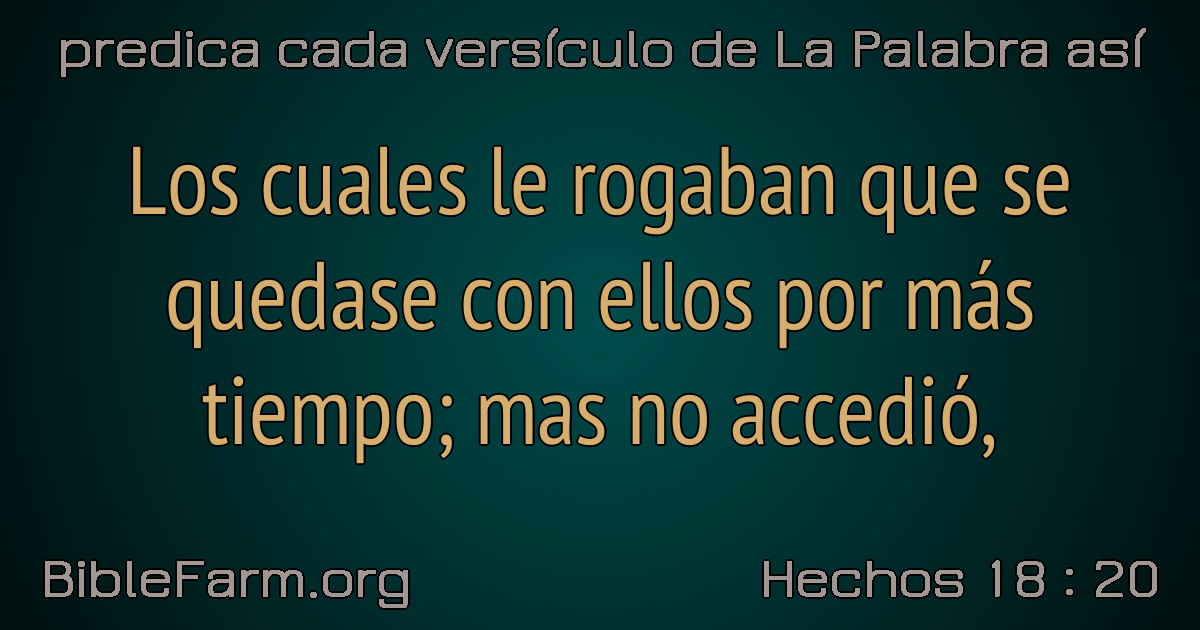 predica cada versículo de La Palabra así
Los cuales le rogaban que se
quedase con ellos por más
tiempo; mas no accedió,
BibleFarm.org
Hechos 18 : 20